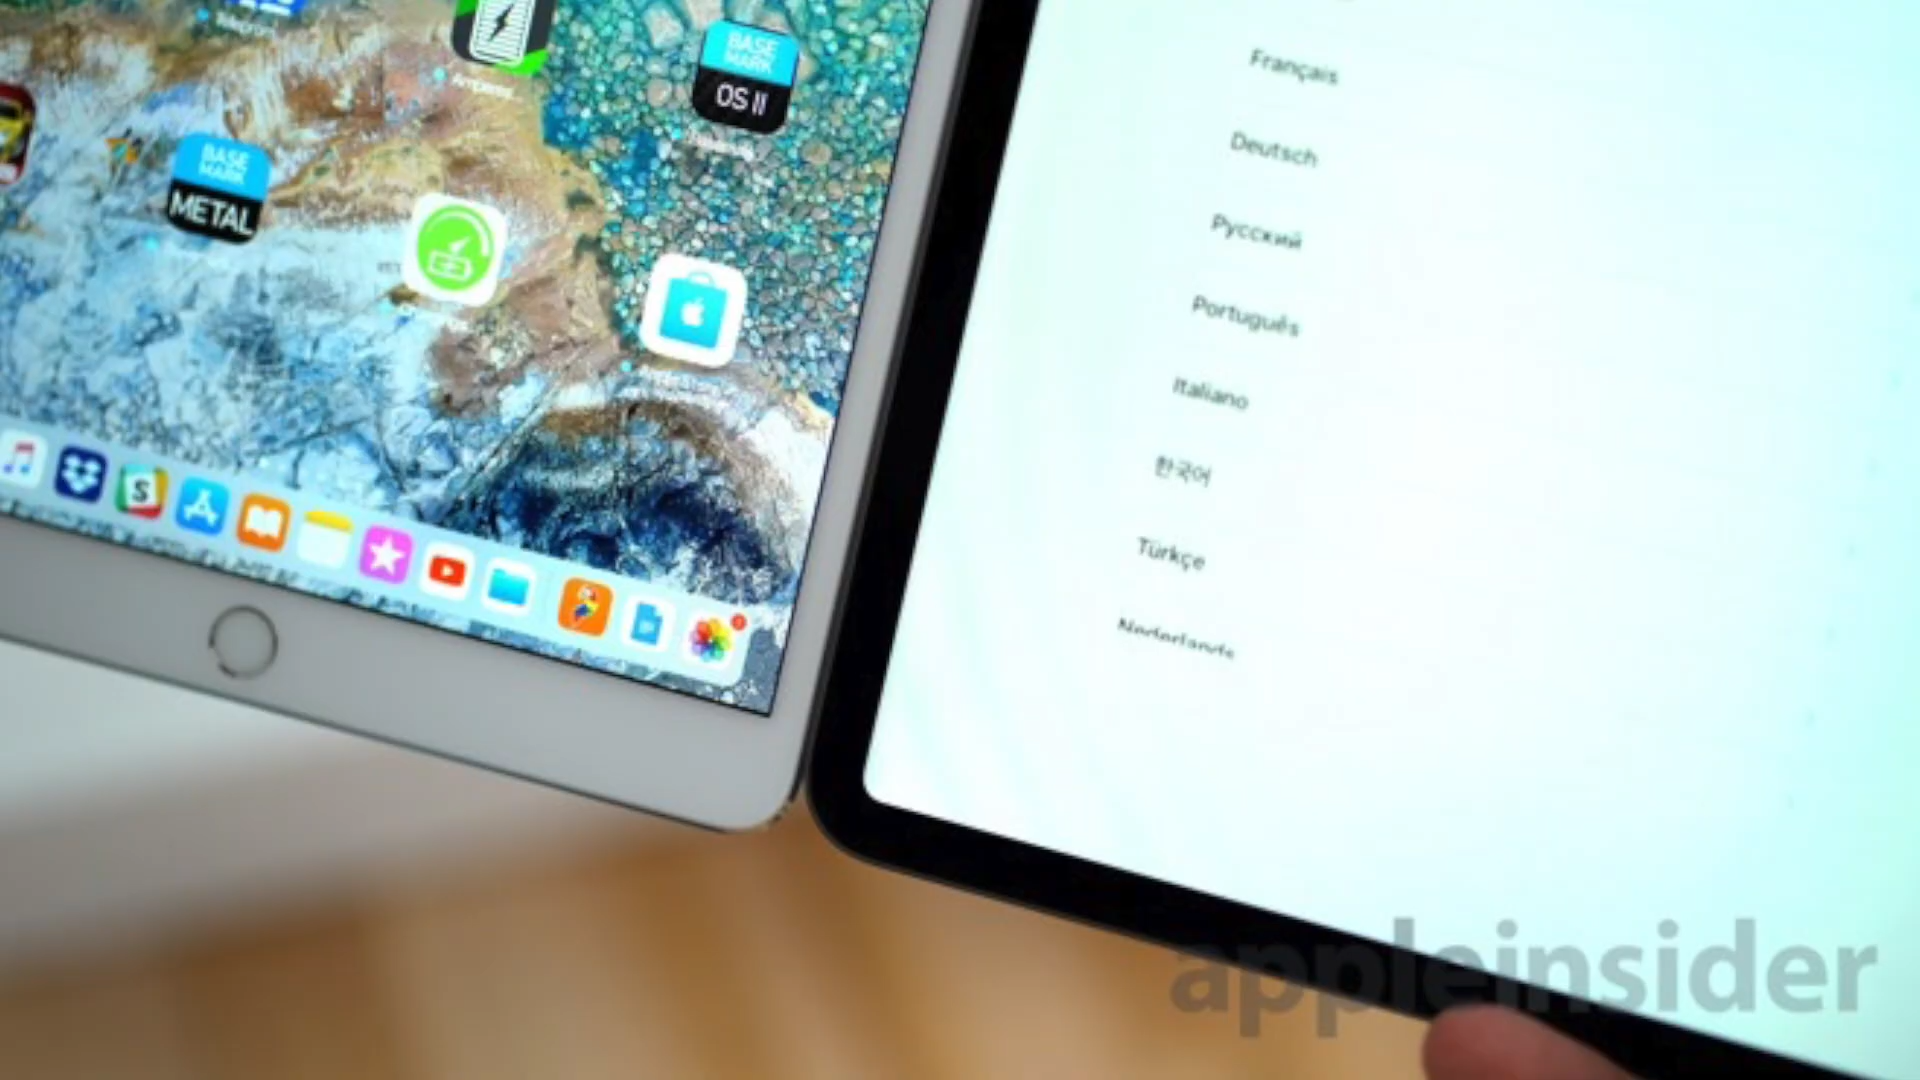 BASE
MARK
OS II
BASE
MARK
METAL
S
Français
Deutsch
Русский
Português
Italiano
한국어
Türkçe
Nederlands
appleinsider